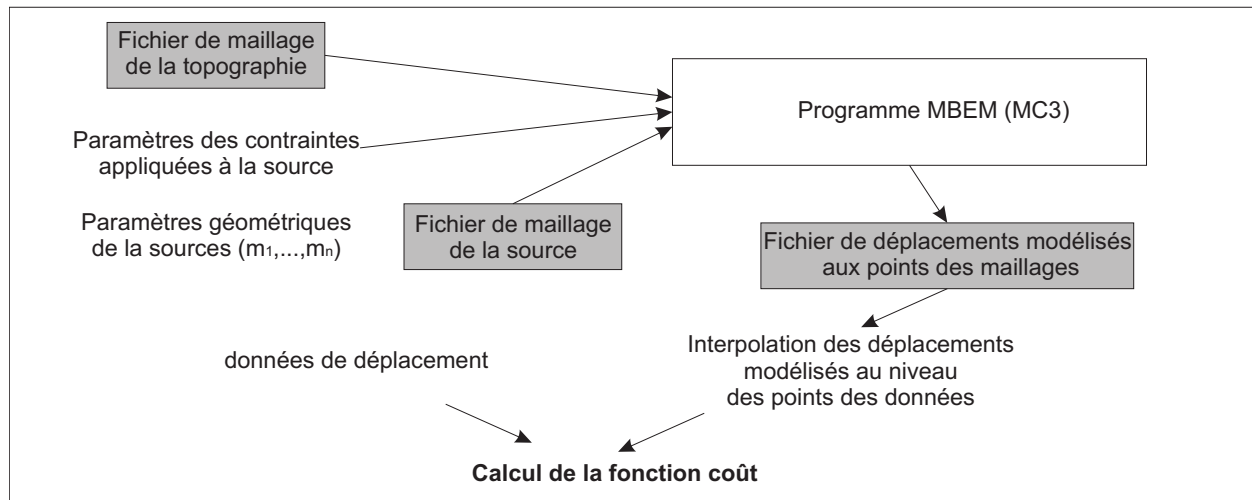 Fichier de maillage
de la topographie
Programme MBEM (MC3)
Paramètres des contraintes
appliquées à la source
Paramètres géométriques
de la sources (m1,...,mn)
Fichier de maillage
de la source
Fichier de déplacements modélisés
aux points des maillages
données de déplacement
Interpolation des déplacements
modélisés au niveau
des points des données
Calcul de la fonction coût